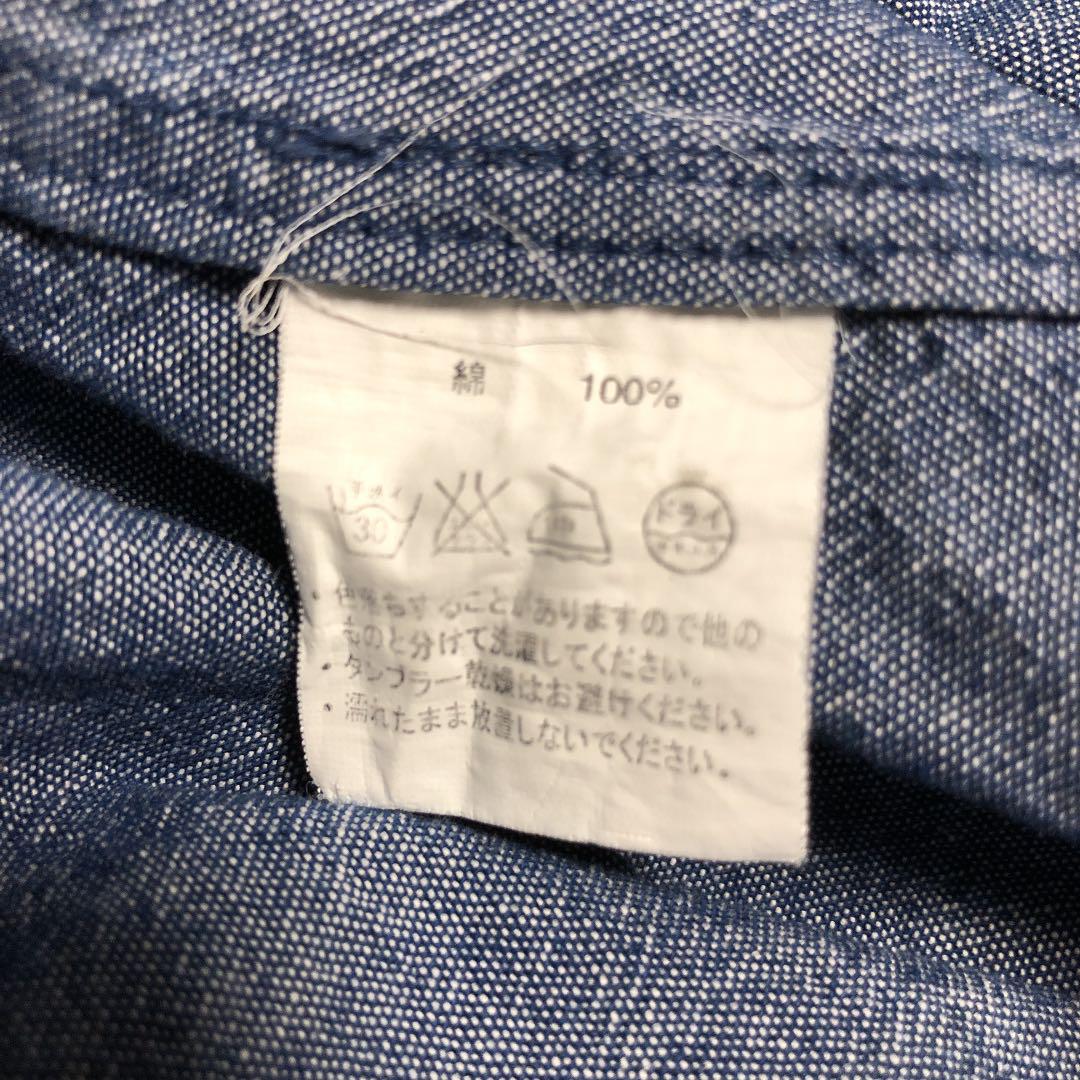 綿 100%
30 ドライ
・色落ちすることがありますので他の
ものと分けて洗濯してください。
・タンブラー乾燥はお避けください。
・濡れたまま放置しないでください。